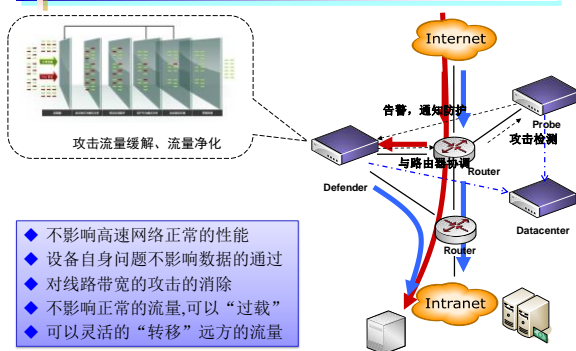 Internet
告警，通知防护
Probe
攻击检测
攻击流量缓解、流量净化
与路由器协调
Router
Defender
Datacenter
Router
Intranet
不影响高速网络正常的性能
设备自身问题不影响数据的通过
对线路带宽的攻击的消除
不影响正常的流量,可以“过载”
可以灵活的“转移”远方的流量